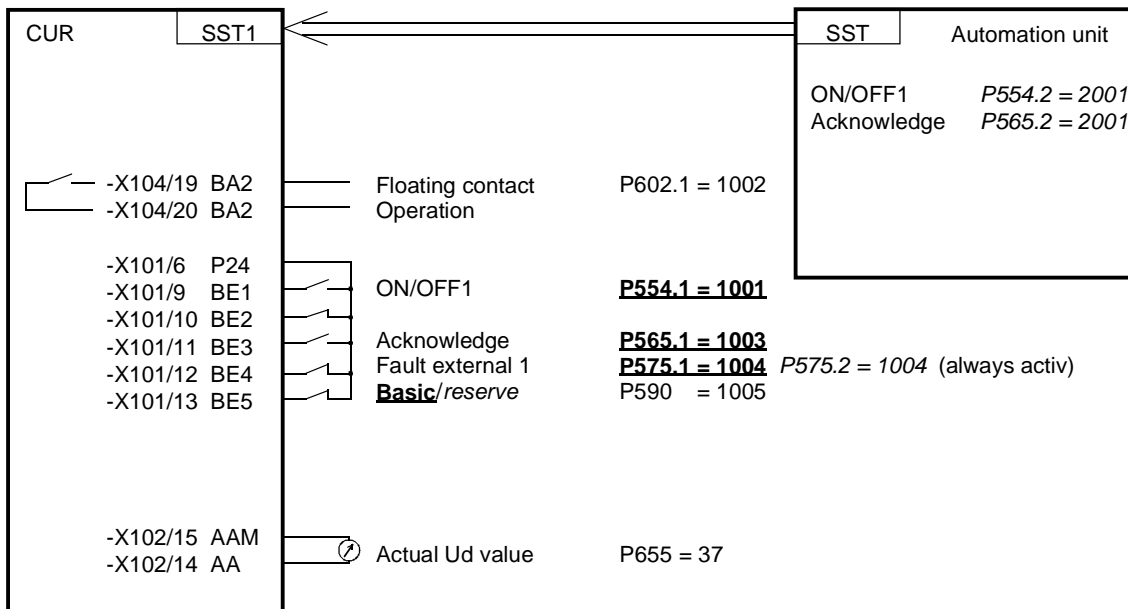 CUR SST1 SST Automation unit
ON/OFF1 P554.2 = 2001
Acknowledge P565.2 = 2001
-X104/19 BA2 Floating contact P602.1 = 1002
-X104/20 BA2 Operation
-X101/6 P24
-X101/9 BE1 ON/OFF1 P554.1 = 1001
-X101/10 BE2
-X101/11 BE3 Acknowledge P565.1 = 1003
-X101/12 BE4 Fault external 1 P575.1 = 1004 P575.2 = 1004 (always activ)
-X101/13 BE5 Basic/reserve P590 = 1005
-X102/15 AAM
-X102/14 AA Actual Ud value P655 = 37